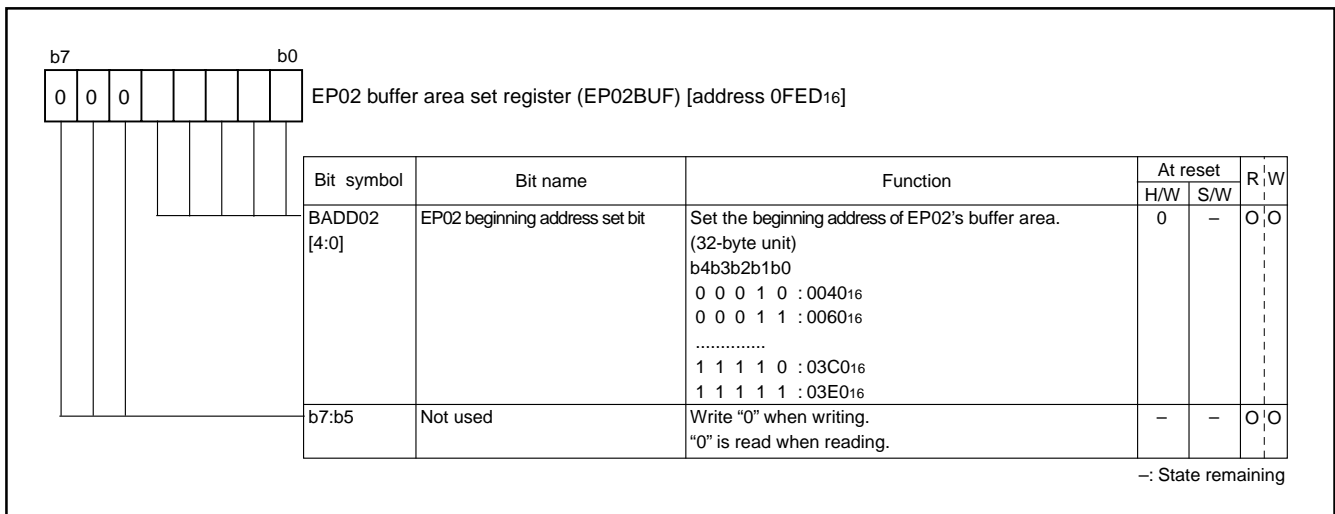 b7 b0
0 0 0 EP02 buffer area set register (EP02BUF) [address 0FED16]
Bit symbol Bit name Function At reset R W
H/W S/W
BADD02 EP02 beginning address set bit Set the beginning address of EP02's buffer area. 0 – O O
[4:0] (32-byte unit)
b4b3b2b1b0
0 0 0 1 0 : 004016
0 0 0 1 1 : 006016
..............
1 1 1 1 0 : 03C016
1 1 1 1 1 : 03E016
b7:b5 Not used Write “0” when writing. – – O O
“0” is read when reading.
–: State remaining